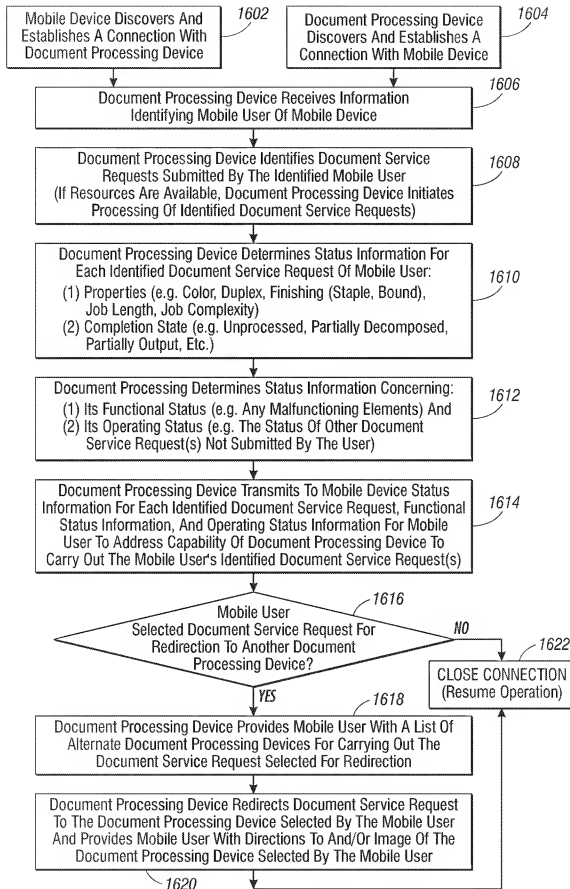 1602
Mobile Device Discovers And
Establishes A Connection With
Document Processing Device
1604
Document Processing Device
Discovers And Establishes A
Connection With Mobile Device
1606
Document Processing Device Receives Information
Identifying Mobile User Of Mobile Device
1608
Document Processing Device Identifies Document Service
Requests Submitted By The Identified Mobile User
(If Resources Are Available, Document Processing Device Initiates
Processing Of Identified Document Service Requests)
1610
Document Processing Device Determines Status Information For
Each Identified Document Service Request Of Mobile User:
(1) Properties (e.g. Color, Duplex, Finishing (Staple, Bound),
Job Length, Job Complexity)
(2) Completion State (e.g. Unprocessed, Partially Decomposed,
Partially Output, Etc.)
1612
Document Processing Determines Status Information Concerning:
(1) Its Functional Status (e.g. Any Malfunctioning Elements) And
(2) Its Operating Status (e.g. The Status Of Other Document
Service Request(s) Not Submitted By The User)
1614
Document Processing Device Transmits To Mobile Device Status
Information For Each Identified Document Service Request, Functional
Status Information, And Operating Status Information For Mobile
User To Address Capability Of Document Processing Device To
Carry Out The Mobile User's Identified Document Service Request(s)
1616
Mobile User
Selected Document Service Request For
Redirection To Another Document
Processing Device?
NO
1622
CLOSE CONNECTION
(Resume Operation)
YES
1618
Document Processing Device Provides Mobile User With A List Of
Alternate Document Processing Devices For Carrying Out The
Document Service Request Selected For Redirection
Document Processing Device Redirects Document Service Request
To The Document Processing Device Selected By The Mobile User
And Provides Mobile User With Directions To And/Or Image Of The
Document Processing Device Selected By The Mobile User
1620